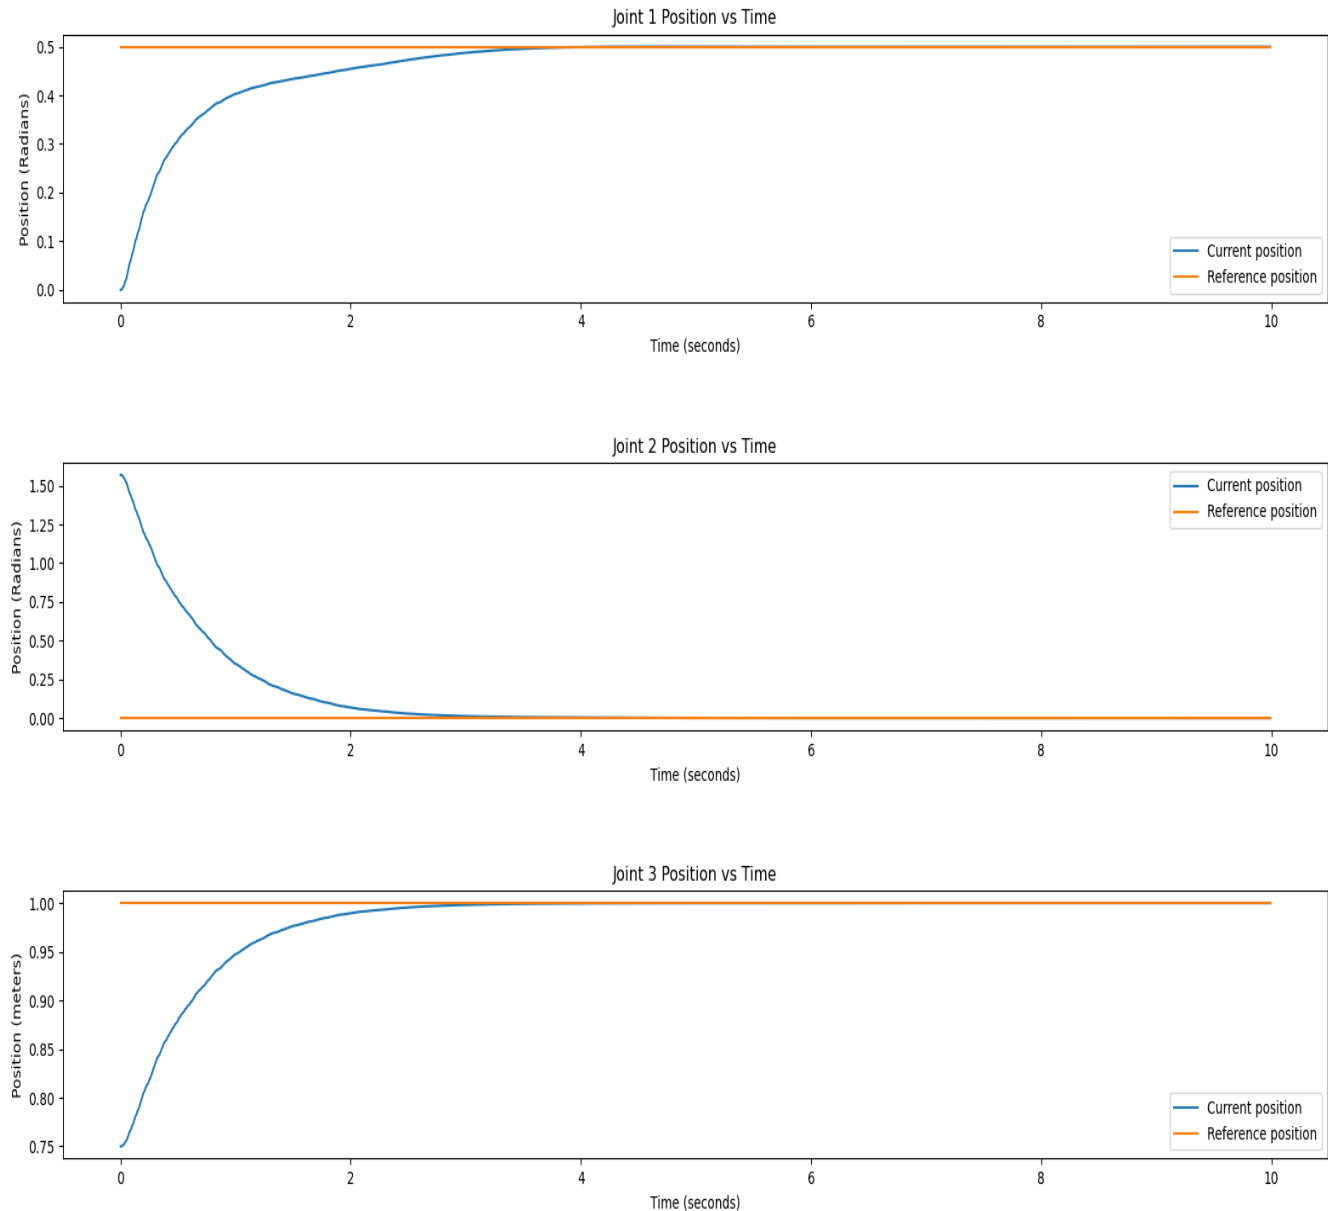 Joint 1 Position vs Time
Position (Radians)
0.5
0.4
0.3
0.2
0.1
0.0
Current position
Reference position
0 2 4 6 8 10
Time (seconds)
Joint 2 Position vs Time
Position (Radians)
1.50
1.25
1.00
0.75
0.50
0.25
0.00
Current position
Reference position
0 2 4 6 8 10
Time (seconds)
Joint 3 Position vs Time
Position (meters)
1.00
0.95
0.90
0.85
0.80
0.75
Current position
Reference position
0 2 4 6 8 10
Time (seconds)